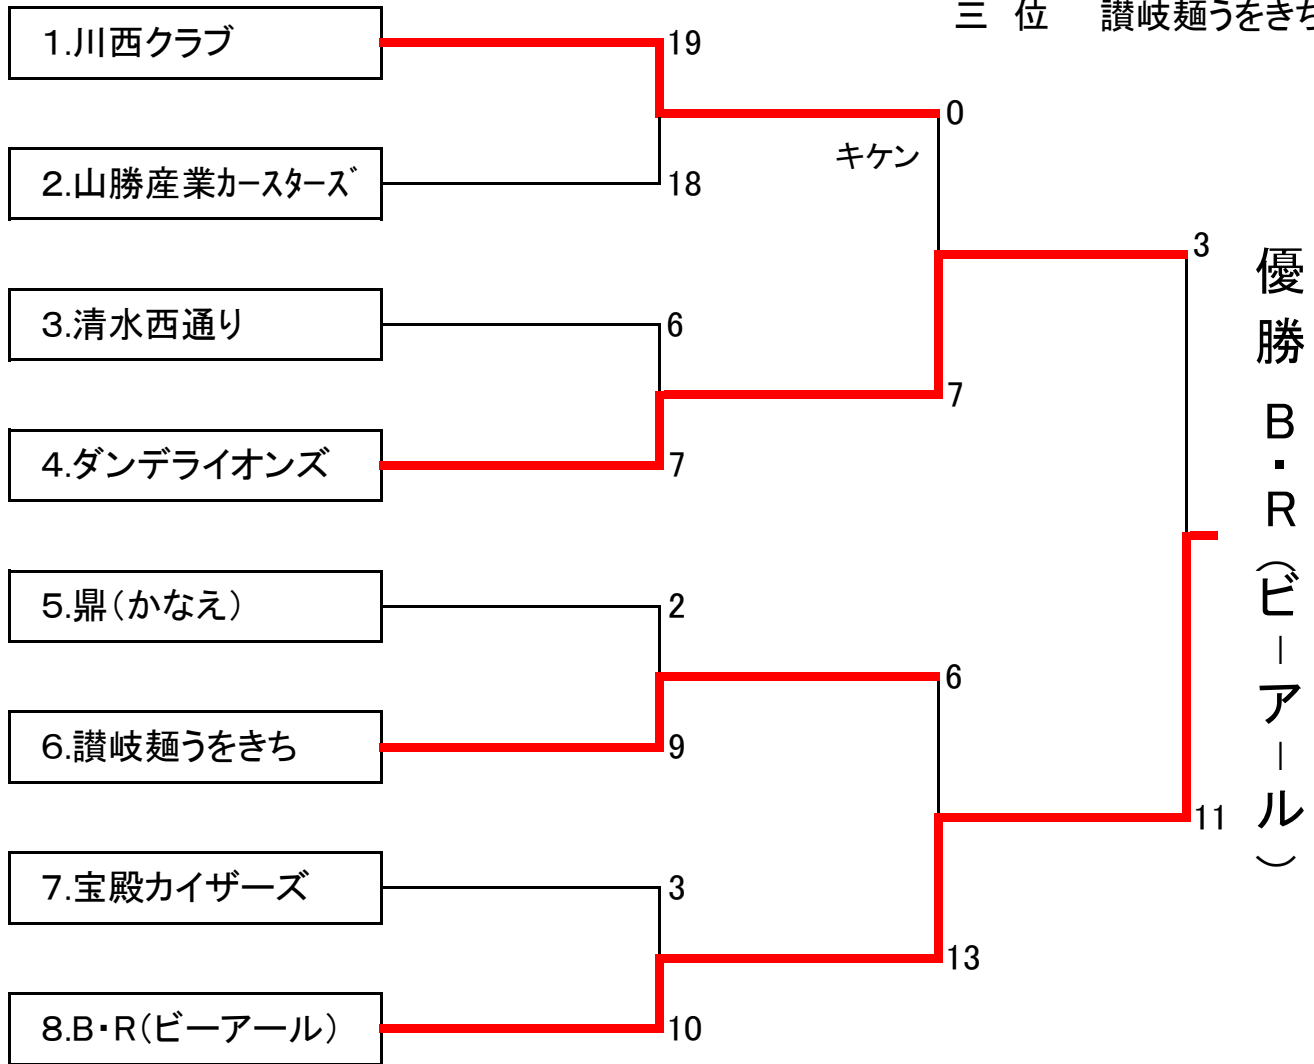 三 位 讃岐麺うをきち
1.川西クラブ
19
0
キケン
2.山勝産業ｶｰｽﾀｰｽﾞ
18
3
3.清水西通り
6
7
4.ダンデライオンズ
7
5.鼎(かなえ)
2
6
6.讃岐麺うをきち
9
11
7.宝殿カイザーズ
3
13
8.B・R(ビーアール)
10
優勝 B・R(ビーアール)